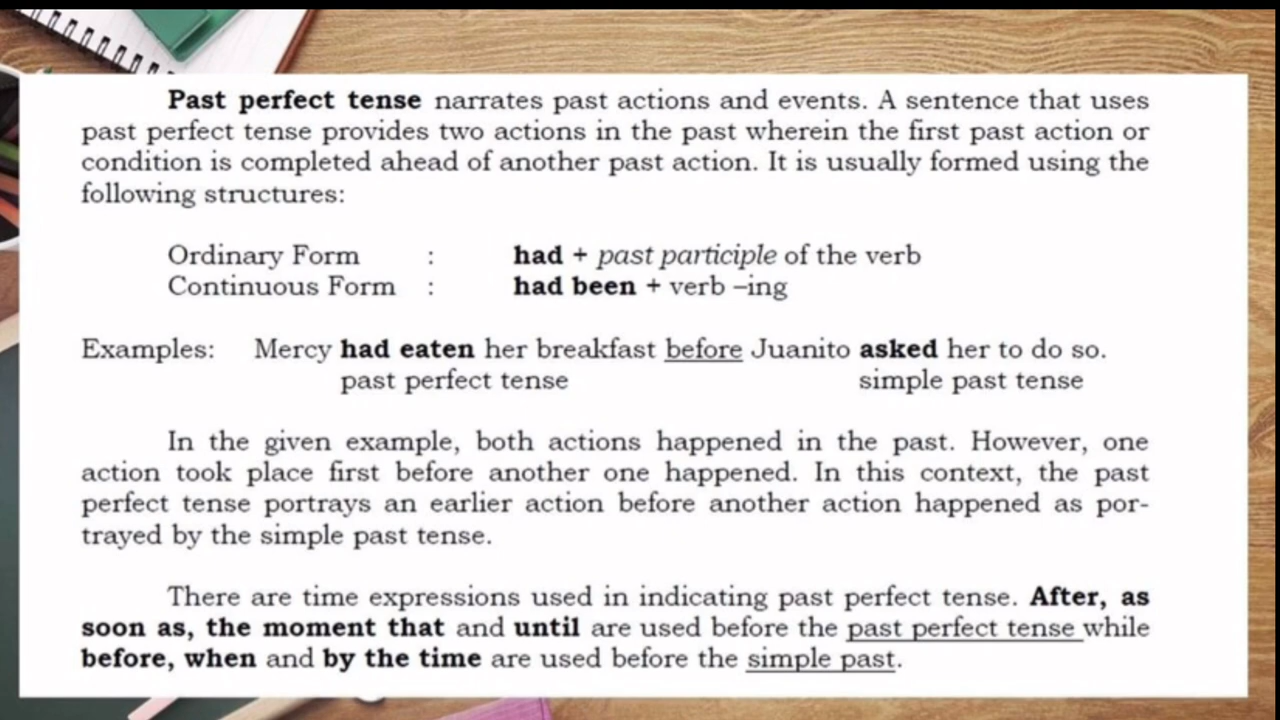 Past perfect tense narrates past actions and events. A sentence that uses
past perfect tense provides two actions in the past wherein the first past action or
condition is completed ahead of another past action. It is usually formed using the
following structures:
Ordinary Form : had + past participle of the verb
Continuous Form : had been + verb –ing
Examples: Mercy had eaten her breakfast before Juanito asked her to do so.
past perfect tense simple past tense
In the given example, both actions happened in the past. However, one
action took place first before another one happened. In this context, the past
perfect tense portrays an earlier action before another action happened as por-
trayed by the simple past tense.
There are time expressions used in indicating past perfect tense. After, as
soon as, the moment that and until are used before the past perfect tense while
before, when and by the time are used before the simple past.